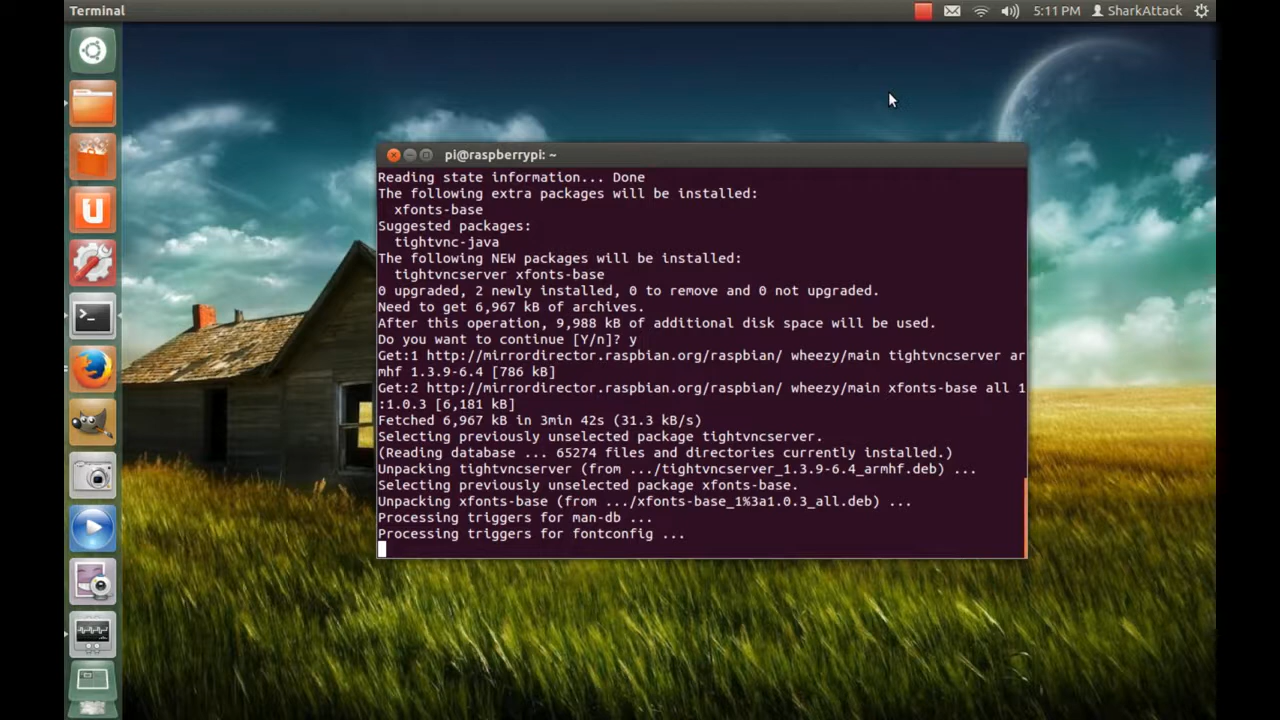 Terminal
5:11 PM SharkAttack
pi@raspberrypi: ~
Reading state information... Done
The following extra packages will be installed:
  xfonts-base
Suggested packages:
  tightvnc-java
The following NEW packages will be installed:
  tightvncserver xfonts-base
0 upgraded, 2 newly installed, 0 to remove and 0 not upgraded.
Need to get 6,967 kB of archives.
After this operation, 9,988 kB of additional disk space will be used.
Do you want to continue [Y/n]? y
Get:1 http://mirrordirector.raspbian.org/raspbian/ wheezy/main tightvncserver ar
mhf 1.3.9-6.4 [786 kB]
Get:2 http://mirrordirector.raspbian.org/raspbian/ wheezy/main xfonts-base all 1
:1.0.3 [6,181 kB]
Fetched 6,967 kB in 3min 42s (31.3 kB/s)
Selecting previously unselected package tightvncserver.
(Reading database ... 65274 files and directories currently installed.)
Unpacking tightvncserver (from .../tightvncserver_1.3.9-6.4_armhf.deb) ...
Selecting previously unselected package xfonts-base.
Unpacking xfonts-base (from .../xfonts-base_1%3a1.0.3_all.deb) ...
Processing triggers for man-db ...
Processing triggers for fontconfig ...